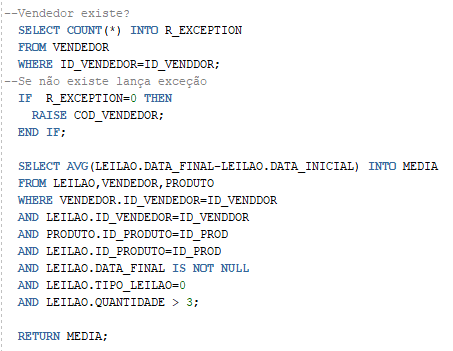 --Vendedor existe?
SELECT COUNT(*) INTO R_EXCEPTION
FROM VENDEDOR
WHERE ID_VENDEDOR=ID_VENDDOR;
--Se não existe lança exceção
IF  R_EXCEPTION=0 THEN
RAISE COD_VENDEDOR;
END IF;
SELECT AVG(LEILAO.DATA_FINAL-LEILAO.DATA_INICIAL) INTO MEDIA
FROM LEILAO,VENDEDOR,PRODUTO
WHERE VENDEDOR.ID_VENDEDOR=ID_VENDDOR
AND LEILAO.ID_VENDEDOR=ID_VENDDOR
AND PRODUTO.ID_PRODUTO=ID_PROD
AND LEILAO.ID_PRODUTO=ID_PROD
AND LEILAO.DATA_FINAL IS NOT NULL
AND LEILAO.TIPO_LEILAO=0
AND LEILAO.QUANTIDADE > 3;
RETURN MEDIA;